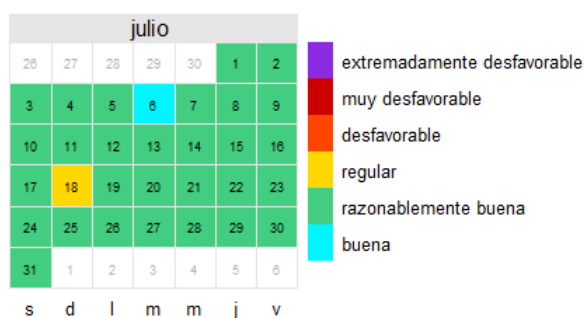 julio
26 27 28 29 30 1 2
3 4 5 6 7 8 9
10 11 12 13 14 15 16
17 18 19 20 21 22 23
24 25 26 27 28 29 30
31 1 2 3 4 5 6
s d l m m j v
extremadamente desfavorable
muy desfavorable
desfavorable
regular
razonablemente buena
buena